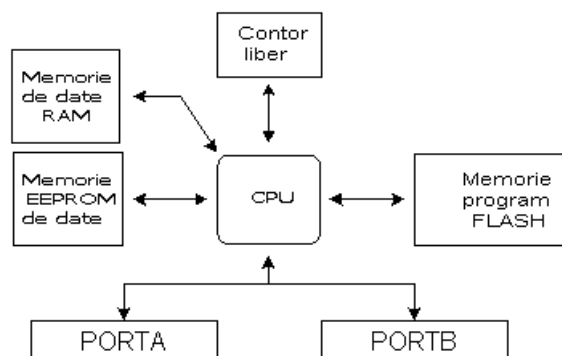 Contor
liber
Memorie
de date
RAM
Memorie
EEPROM
de date
CPU
Memorie
program
FLASH
PORTA
PORTB